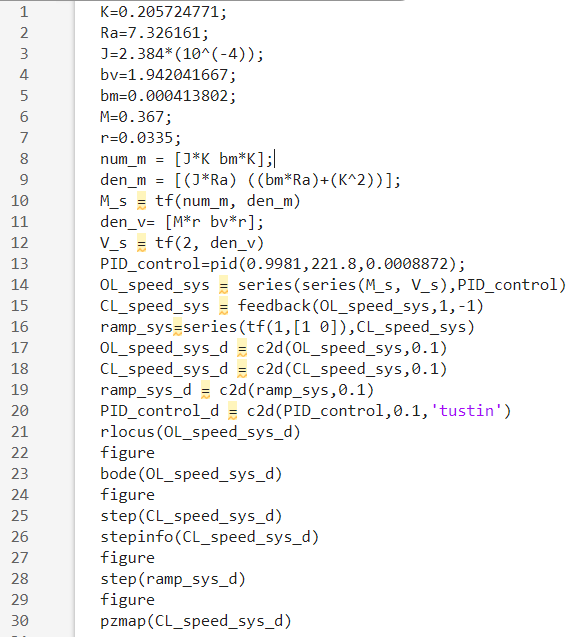 1 K=0.205724771;
2 Ra=7.326161;
3 J=2.384*(10^(-4));
4 bv=1.942041667;
5 bm=0.000413802;
6 M=0.367;
7 r=0.0335;
8 num_m = [J*K bm*K];
9 den_m = [(J*Ra) ((bm*Ra)+(K^2))];
10 M_s = tf(num_m, den_m)
11 den_v= [M*r bv*r];
12 V_s = tf(2, den_v)
13 PID_control=pid(0.9981,221.8,0.0008872);
14 OL_speed_sys = series(series(M_s, V_s),PID_control)
15 CL_speed_sys = feedback(OL_speed_sys,1,-1)
16 ramp_sys=series(tf(1,[1 0]),CL_speed_sys)
17 OL_speed_sys_d = c2d(OL_speed_sys,0.1)
18 CL_speed_sys_d = c2d(CL_speed_sys,0.1)
19 ramp_sys_d = c2d(ramp_sys,0.1)
20 PID_control_d = c2d(PID_control,0.1,'tustin')
21 rlocus(OL_speed_sys_d)
22 figure
23 bode(OL_speed_sys_d)
24 figure
25 step(CL_speed_sys_d)
26 stepinfo(CL_speed_sys_d)
27 figure
28 step(ramp_sys_d)
29 figure
30 pzmap(CL_speed_sys_d)